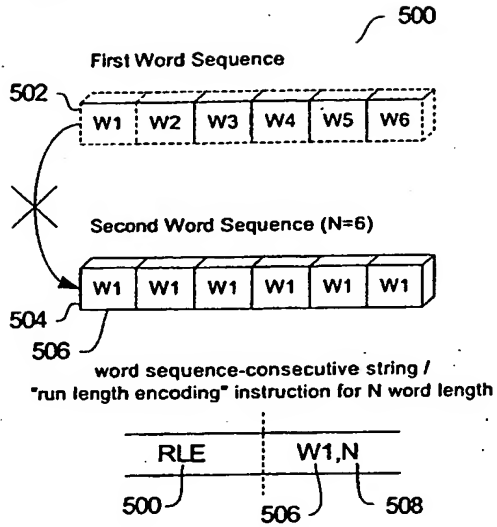 500
First Word Sequence
502
W1 W2 W3 W4 W5 W6
Second Word Sequence (N=6)
W1 W1 W1 W1 W1 W1
504
506
word sequence-consecutive string /
"run length encoding" instruction for N word length
RLE W1,N
500 506 508